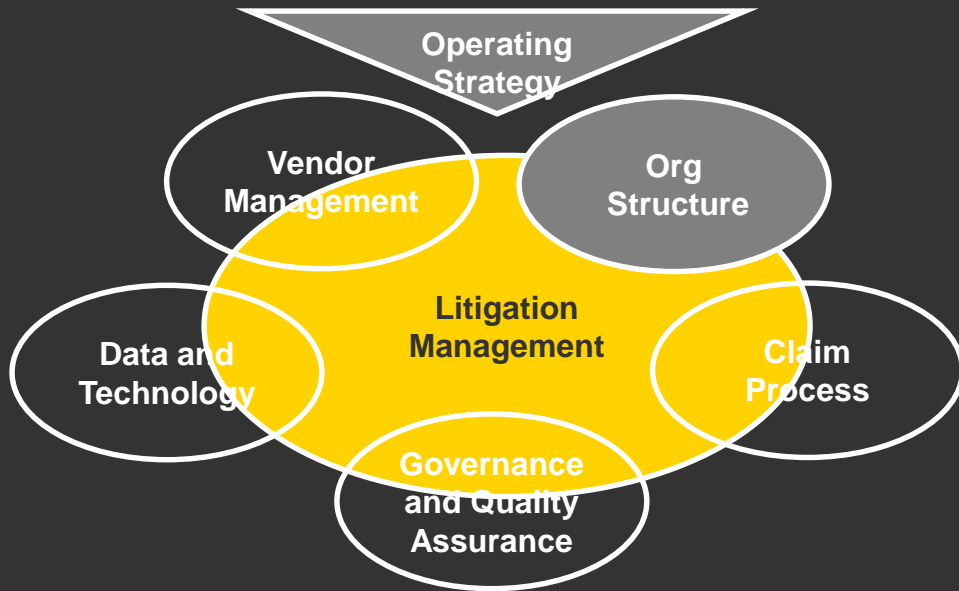 Operating
Strategy
Vendor
Management
Org
Structure
Litigation
Management
Data and
Technology
Claim
Process
Governance
and Quality
Assurance